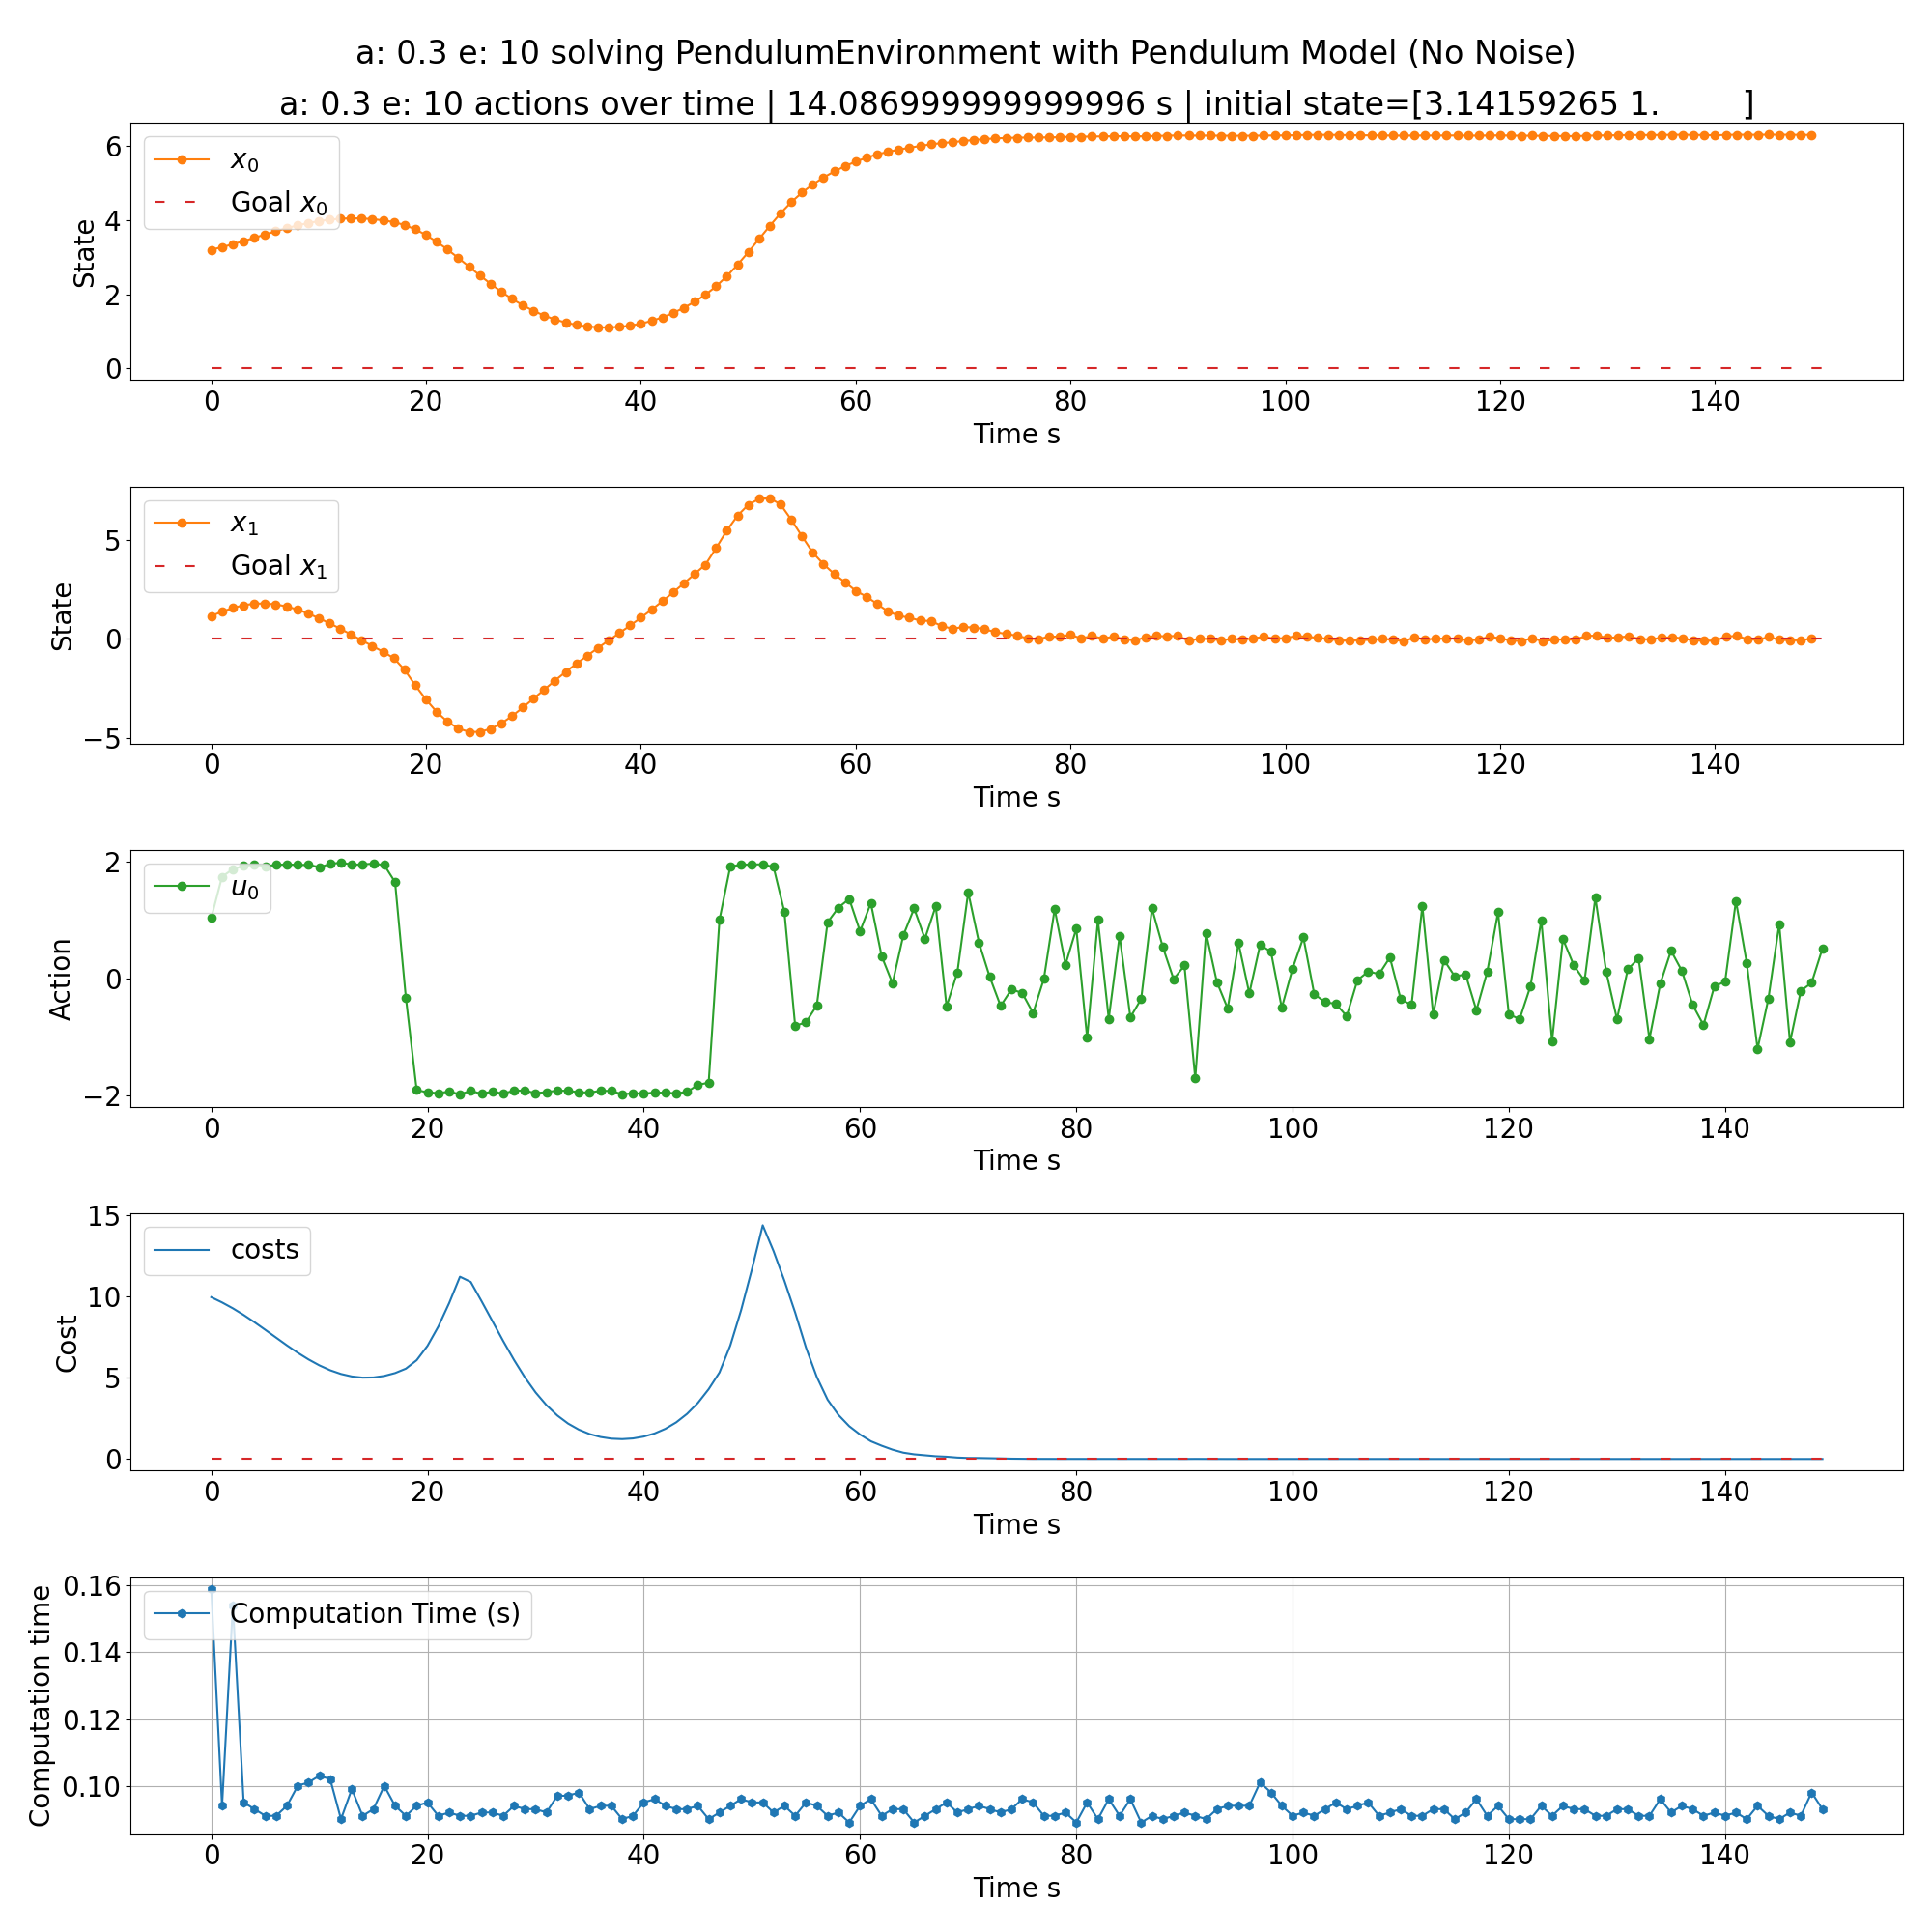 a: 0.3 e: 10 solving PendulumEnvironment with Pendulum Model (No Noise)
a: 0.3 e: 10 actions over time | 14.086999999999996 s | initial state=[3.14159265 1. ]
6
4
2
0
State
x₀
Goal x₀
0 20 40 60 80 100 120 140
Time s
5
0
−5
State
x₁
Goal x₁
0 20 40 60 80 100 120 140
Time s
2
0
−2
Action
u₀
0 20 40 60 80 100 120 140
Time s
15
10
5
0
Cost
costs
0 20 40 60 80 100 120 140
Time s
0.16
0.14
0.12
0.10
Computation time
Computation Time (s)
0 20 40 60 80 100 120 140
Time s